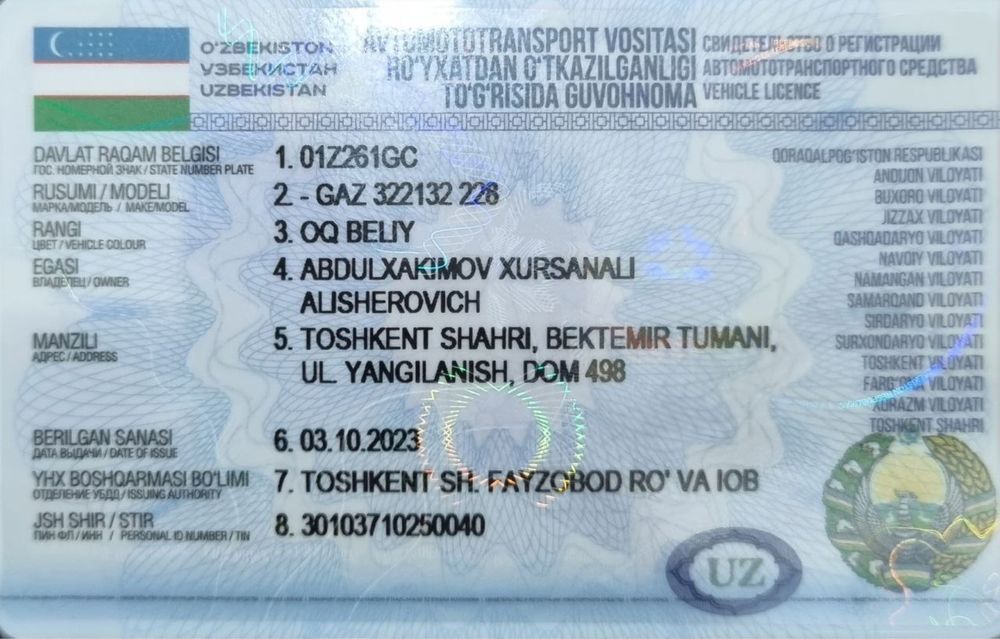 O'ZBEKISTON
УЗБЕКИСТАН
UZBEKISTAN
AVTOMOTOTRANSPORT VOSITASI
RO'YXATDAN O'TKAZILGANLIGI
TO'G'RISIDA GUVOHNOMA
СВИДЕТЕЛЬСТВО О РЕГИСТРАЦИИ
АВТОМОТОТРАНСПОРТНОГО СРЕДСТВА
VEHICLE LICENCE
DAVLAT RAQAM BELGISI 1. 01Z261GC
ГОС. НОМЕРНОЙ ЗНАК / STATE NUMBER PLATE
RUSUMI / MODELI 2. - GAZ 322132 228
МАРКА/МОДЕЛЬ / MAKE/MODEL
RANGI 3. OQ BELIY
ЦВЕТ / VEHICLE COLOUR
EGASI 4. ABDULXAKIMOV XURSANALI
ВЛАДЕЛЕЦ / OWNER
ALISHEROVICH
MANZILI 5. TOSHKENT SHAHRI, BEKTEMIR TUMANI,
АДРЕС / ADDRESS
UL. YANGILANISH, DOM 498
BERILGAN SANASI 6. 03.10.2023
ДАТА ВЫДАЧИ / DATE OF ISSUE
YHX BOSHQARMASI BO'LIMI 7. TOSHKENT SH. FAYZOBOD RO' VA IOB
ОТДЕЛЕНИЕ УБДД / ISSUING AUTHORITY
JSH SHIR / STIR 8. 30103710250040
ПИН ФЛ / ИНН / PERSONAL ID NUMBER / TIN
QORAQALPOG'ISTON RESPUBLIKASI
ANDIJON VILOYATI
BUXORO VILOYATI
JIZZAX VILOYATI
QASHQADARYO VILOYATI
NAVOIY VILOYATI
NAMANGAN VILOYATI
SAMARQAND VILOYATI
SIRDARYO VILOYATI
SURXONDARYO VILOYATI
TOSHKENT VILOYATI
FARG'ONA VILOYATI
XORAZM VILOYATI
TOSHKENT SHAHRI
UZ